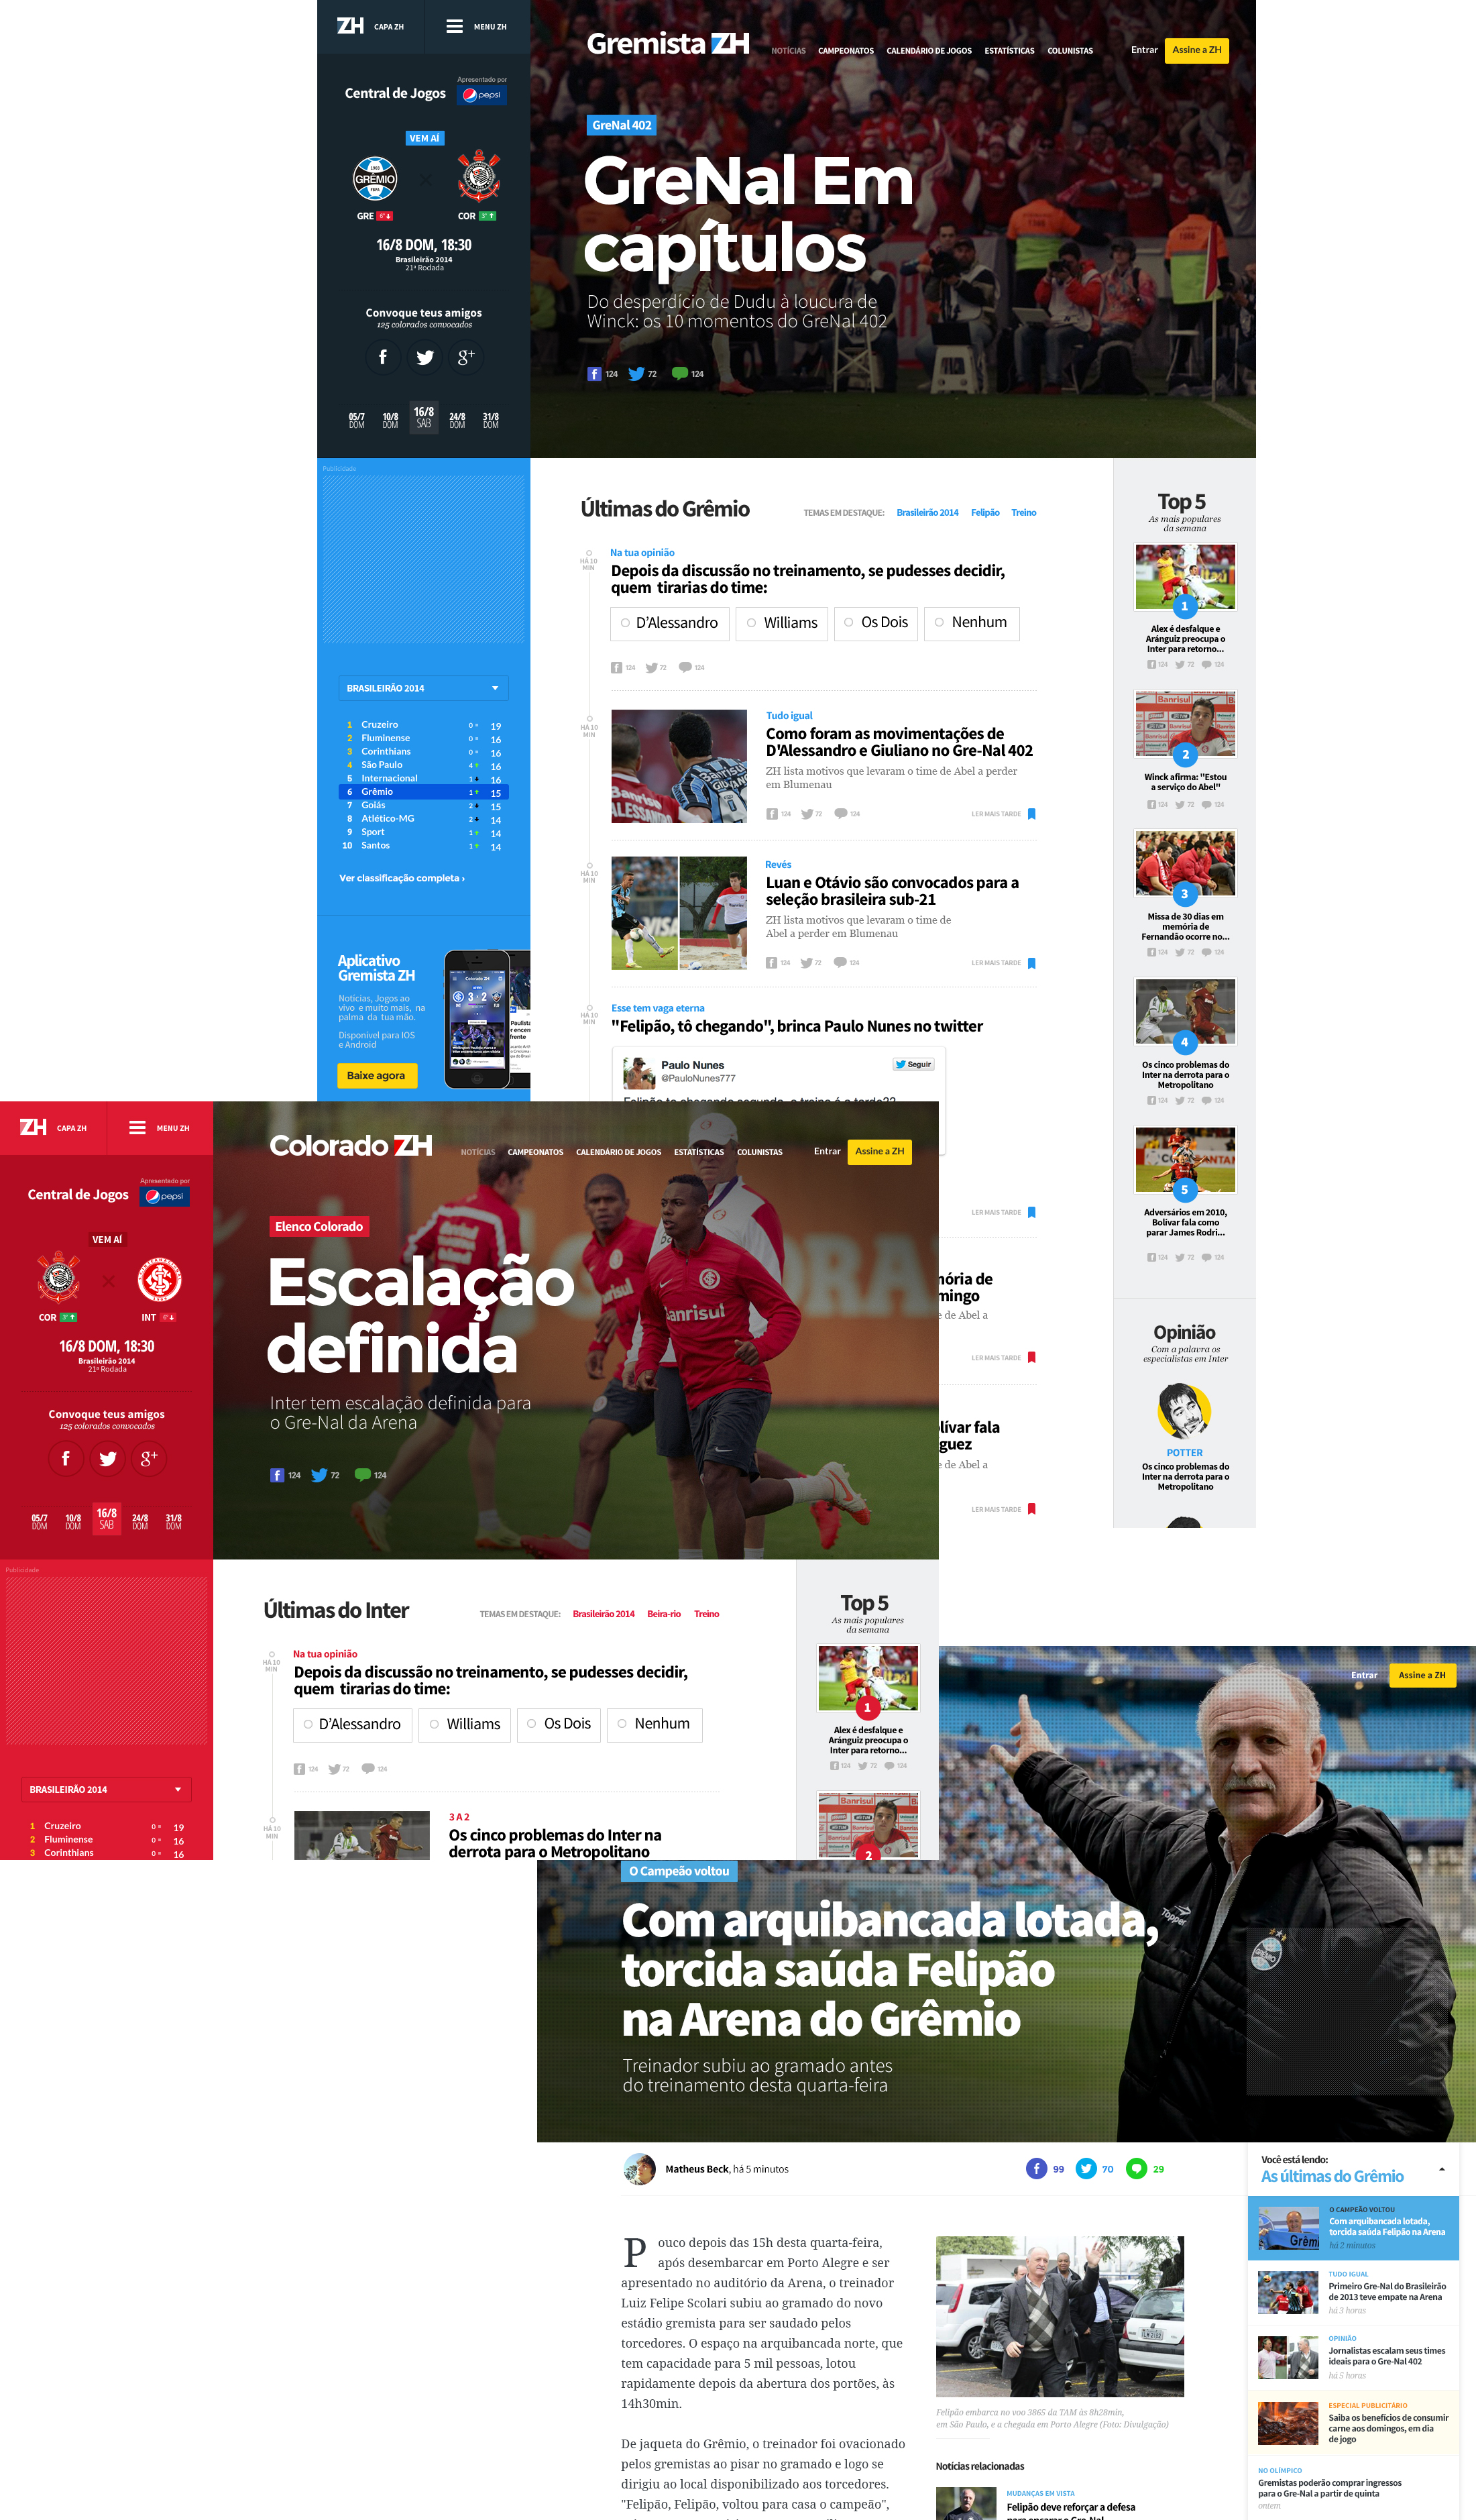 ZH CAPA ZH
MENU ZH
Central de Jogos
Apresentado por
pepsi
VEM AÍ
GRÊMIO
GRE 6º
COR 3º
16/8 DOM, 18:30
Brasileirão 2014
21ª Rodada
Convoque teus amigos
125 colorados convocados
05/7 DOM
10/8 DOM
16/8 SAB
24/8 DOM
31/8 DOM
Gremista ZH
NOTÍCIAS CAMPEONATOS CALENDÁRIO DE JOGOS ESTATÍSTICAS COLUNISTAS
Entrar
Assine a ZH
GreNal 402
GreNal Em
capítulos
Do desperdício de Dudu à loucura de
Winck: os 10 momentos do GreNal 402
124 72 124
Publicidade
BRASILEIRÃO 2014
1 Cruzeiro 0 = 19
2 Fluminense 0 = 16
3 Corinthians 0 = 16
4 São Paulo 4 16
5 Internacional 1 16
6 Grêmio 1 15
7 Goiás 2 15
8 Atlético-MG 2 14
9 Sport 1 14
10 Santos 1 14
Ver classificação completa ›
Aplicativo
Gremista ZH
Notícias, Jogos ao
vivo e muito mais, na
palma da tua mão.
Disponível para IOS
e Android
Baixe agora
Colorado ZH
3 - 2
Últimas do Grêmio
TEMAS EM DESTAQUE: Brasileirão 2014 Felipão Treino
HÁ 10
MIN
Na tua opinião
Depois da discussão no treinamento, se pudesses decidir,
quem tirarias do time:
D'Alessandro
Williams
Os Dois
Nenhum
124 72 124
HÁ 10
MIN
Tudo igual
Como foram as movimentações de
D'Alessandro e Giuliano no Gre-Nal 402
ZH lista motivos que levaram o time de Abel a perder
em Blumenau
124 72 124
LER MAIS TARDE
HÁ 10
MIN
Revés
Luan e Otávio são convocados para a
seleção brasileira sub-21
ZH lista motivos que levaram o time de
Abel a perder em Blumenau
124 72 124
LER MAIS TARDE
HÁ 10
MIN
Esse tem vaga eterna
"Felipão, tô chegando", brinca Paulo Nunes no twitter
Paulo Nunes
@PauloNunes777
Seguir
LER MAIS TARDE
mória de
mingo
e de Abel a
LER MAIS TARDE
lívar fala
guez
e de Abel a
LER MAIS TARDE
Top 5
As mais populares
da semana
1
Alex é desfalque e
Aránguiz preocupa o
Inter para retorno...
124 72 124
Banrisul
2
Winck afirma: "Estou
a serviço do Abel"
124 72 124
3
Missa de 30 dias em
memória de
Fernandão ocorre no...
124 72 124
4
Os cinco problemas do
Inter na derrota para o
Metropolitano
124 72 124
5
Adversários em 2010,
Bolívar fala como
parar James Rodri...
124 72 124
Opinião
Com a palavra os
especialistas em Inter
POTTER
Os cinco problemas do
Inter na derrota para o
Metropolitano
ZH CAPA ZH
MENU ZH
Central de Jogos
Apresentado por
pepsi
VEM AÍ
COR 3º
INT 6º
16/8 DOM, 18:30
Brasileirão 2014
21ª Rodada
Convoque teus amigos
125 colorados convocados
05/7 DOM
10/8 DOM
16/8 SAB
24/8 DOM
31/8 DOM
Colorado ZH
NOTÍCIAS CAMPEONATOS CALENDÁRIO DE JOGOS ESTATÍSTICAS COLUNISTAS
Entrar
Assine a ZH
Elenco Colorado
Escalação
definida
Inter tem escalação definida para
o Gre-Nal da Arena
124 72 124
Banrisul
Publicidade
BRASILEIRÃO 2014
1 Cruzeiro 0 = 19
2 Fluminense 0 = 16
3 Corinthians 0 = 16
Últimas do Inter
TEMAS EM DESTAQUE: Brasileirão 2014 Beira-rio Treino
HÁ 10
MIN
Na tua opinião
Depois da discussão no treinamento, se pudesses decidir,
quem tirarias do time:
D'Alessandro
Williams
Os Dois
Nenhum
124 72 124
HÁ 10
MIN
3 A 2
Os cinco problemas do Inter na
derrota para o Metropolitano
Top 5
As mais populares
da semana
1
Alex é desfalque e
Aránguiz preocupa o
Inter para retorno...
124 72 124
Banrisul
2
Entrar
Assine a ZH
Topper
GRÊMIO
O Campeão voltou
Com arquibancada lotada,
torcida saúda Felipão
na Arena do Grêmio
Treinador subiu ao gramado antes
do treinamento desta quarta-feira
Matheus Beck, há 5 minutos
99 70 29
Pouco depois das 15h desta quarta-feira,
após desembarcar em Porto Alegre e ser
apresentado no auditório da Arena, o treinador
Luiz Felipe Scolari subiu ao gramado do novo
estádio gremista para ser saudado pelos
torcedores. O espaço na arquibancada norte, que
tem capacidade para 5 mil pessoas, lotou
rapidamente depois da abertura dos portões, às
14h30min.
De jaqueta do Grêmio, o treinador foi ovacionado
pelos gremistas ao pisar no gramado e logo se
dirigiu ao local disponibilizado aos torcedores.
"Felipão, Felipão, voltou para casa o campeão",
Felipão embarca no voo 3865 da TAM às 8h28min,
em São Paulo, e a chegada em Porto Alegre (Foto: Divulgação)
Notícias relacionadas
MUDANÇAS EM VISTA
Felipão deve reforçar a defesa
Você está lendo:
As últimas do Grêmio
O CAMPEÃO VOLTOU
Com arquibancada lotada,
torcida saúda Felipão na Arena
há 2 minutos
TUDO IGUAL
Primeiro Gre-Nal do Brasileirão
de 2013 teve empate na Arena
há 3 horas
OPINIÃO
Jornalistas escalam seus times
ideais para o Gre-Nal 402
há 5 horas
ESPECIAL PUBLICITÁRIO
Saiba os benefícios de consumir
carne aos domingos, em dia
de jogo
NO OLÍMPICO
Gremistas poderão comprar ingressos
para o Gre-Nal a partir de quinta
ontem